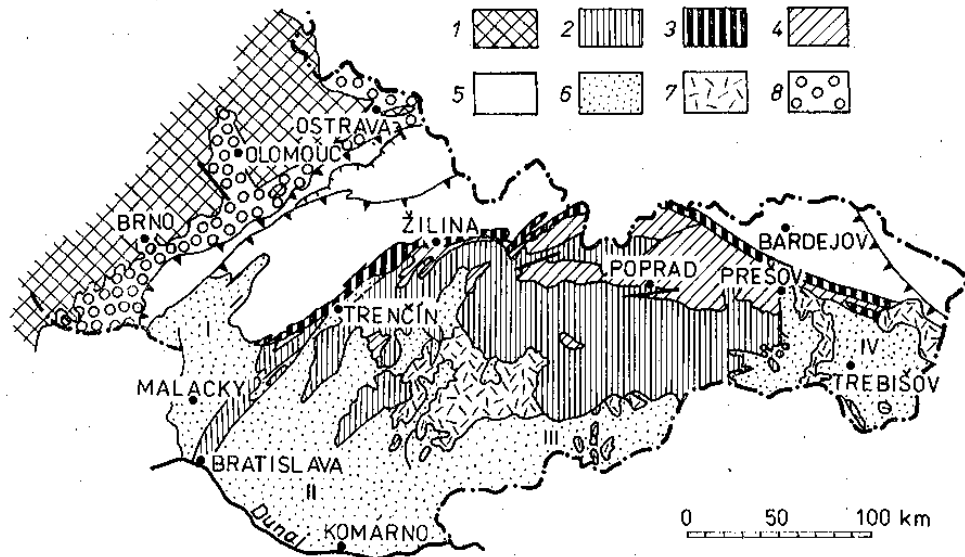 1 2 3 4
5 6 7 8
OSTRAVA
OLOMOUC
BRNO
ŽILINA
BARDEJOV
POPRAD
PREŠOV
TRENČÍN
I
IV
MALACKY
TREBIŠOV
III
BRATISLAVA
II
Dunaj
KOMÁRNO
0 50 100 km